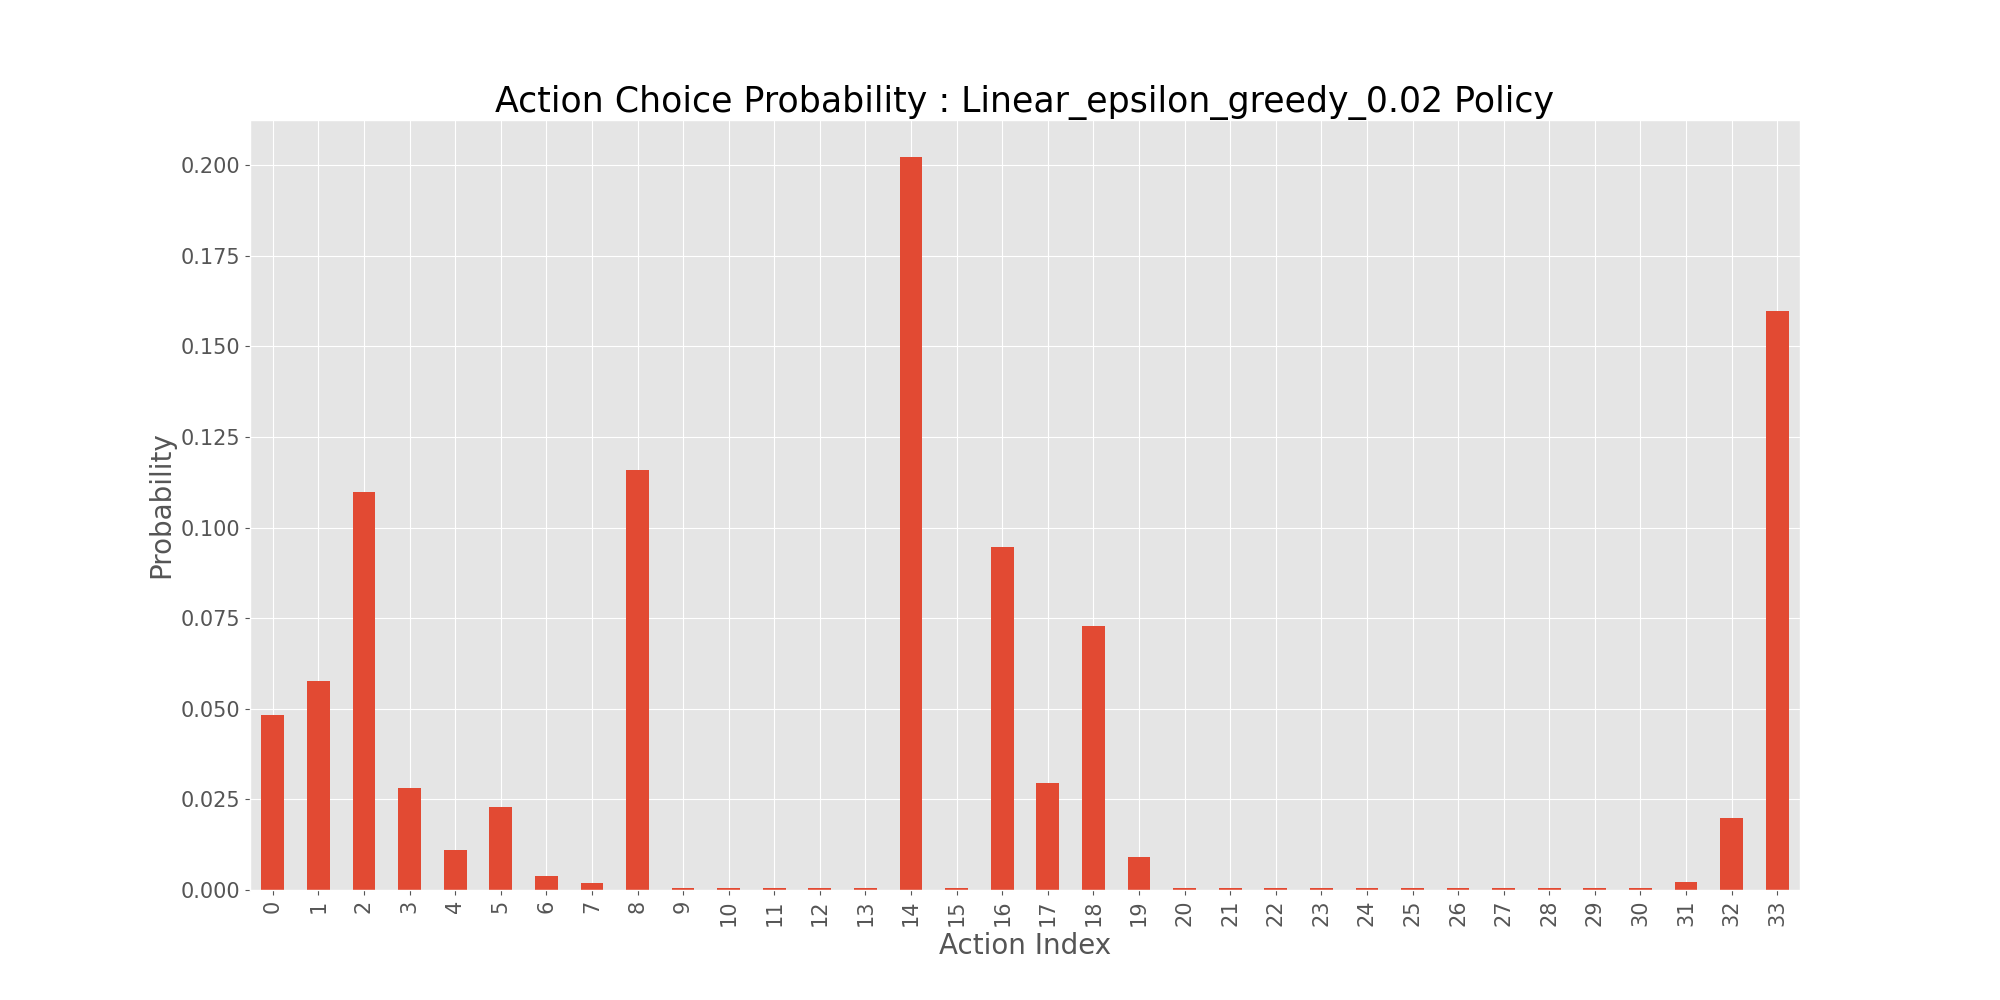 Action Choice Probability : Linear_epsilon_greedy_0.02 Policy
0.200
0.175
0.150
0.125
0.100
0.075
0.050
0.025
0.000
Probability
0 1 2 3 4 5 6 7 8 9 10 11 12 13 14 15 16 17 18 19 20 21 22 23 24 25 26 27 28 29 30 31 32 33
Action Index